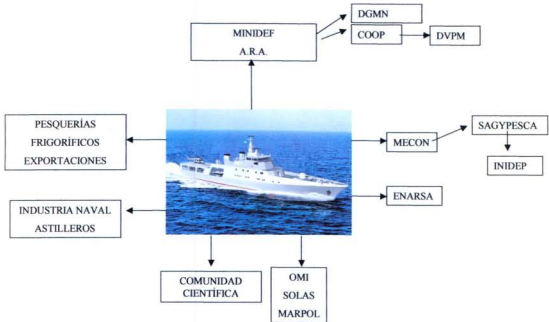 DGMN
MINIDEF
A.R.A.
COOP
DVPM
PESQUERÍAS
FRIGORÍFICOS
EXPORTACIONES
MECON
SAGYPESCA
INIDEP
ENARSA
INDUSTRIA NAVAL
ASTILLEROS
COMUNIDAD
CIENTÍFICA
OMI
SOLAS
MARPOL